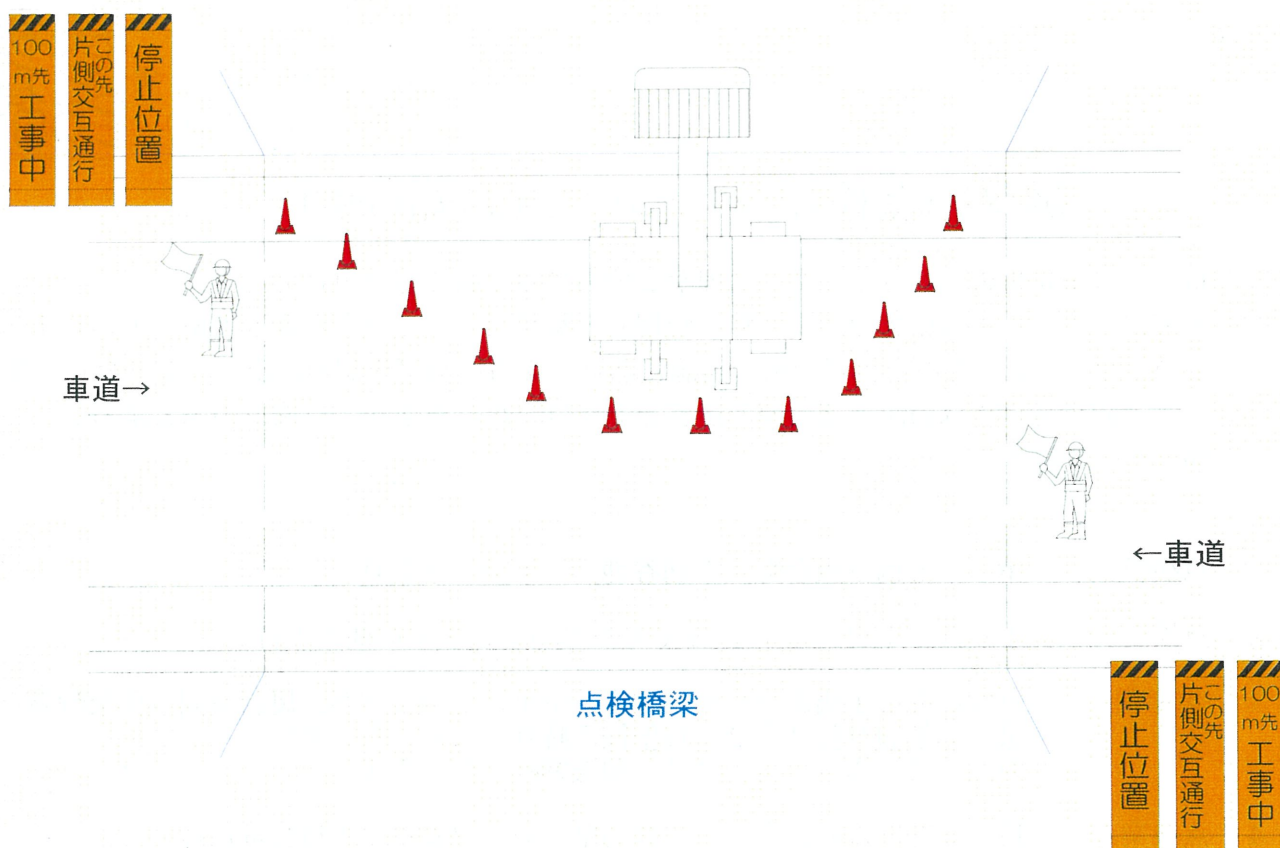 100
m先
工事中
この先
片側交互通行
停止位置
車道→
←車道
点検橋梁
停止位置
この先
片側交互通行
100
m先
工事中